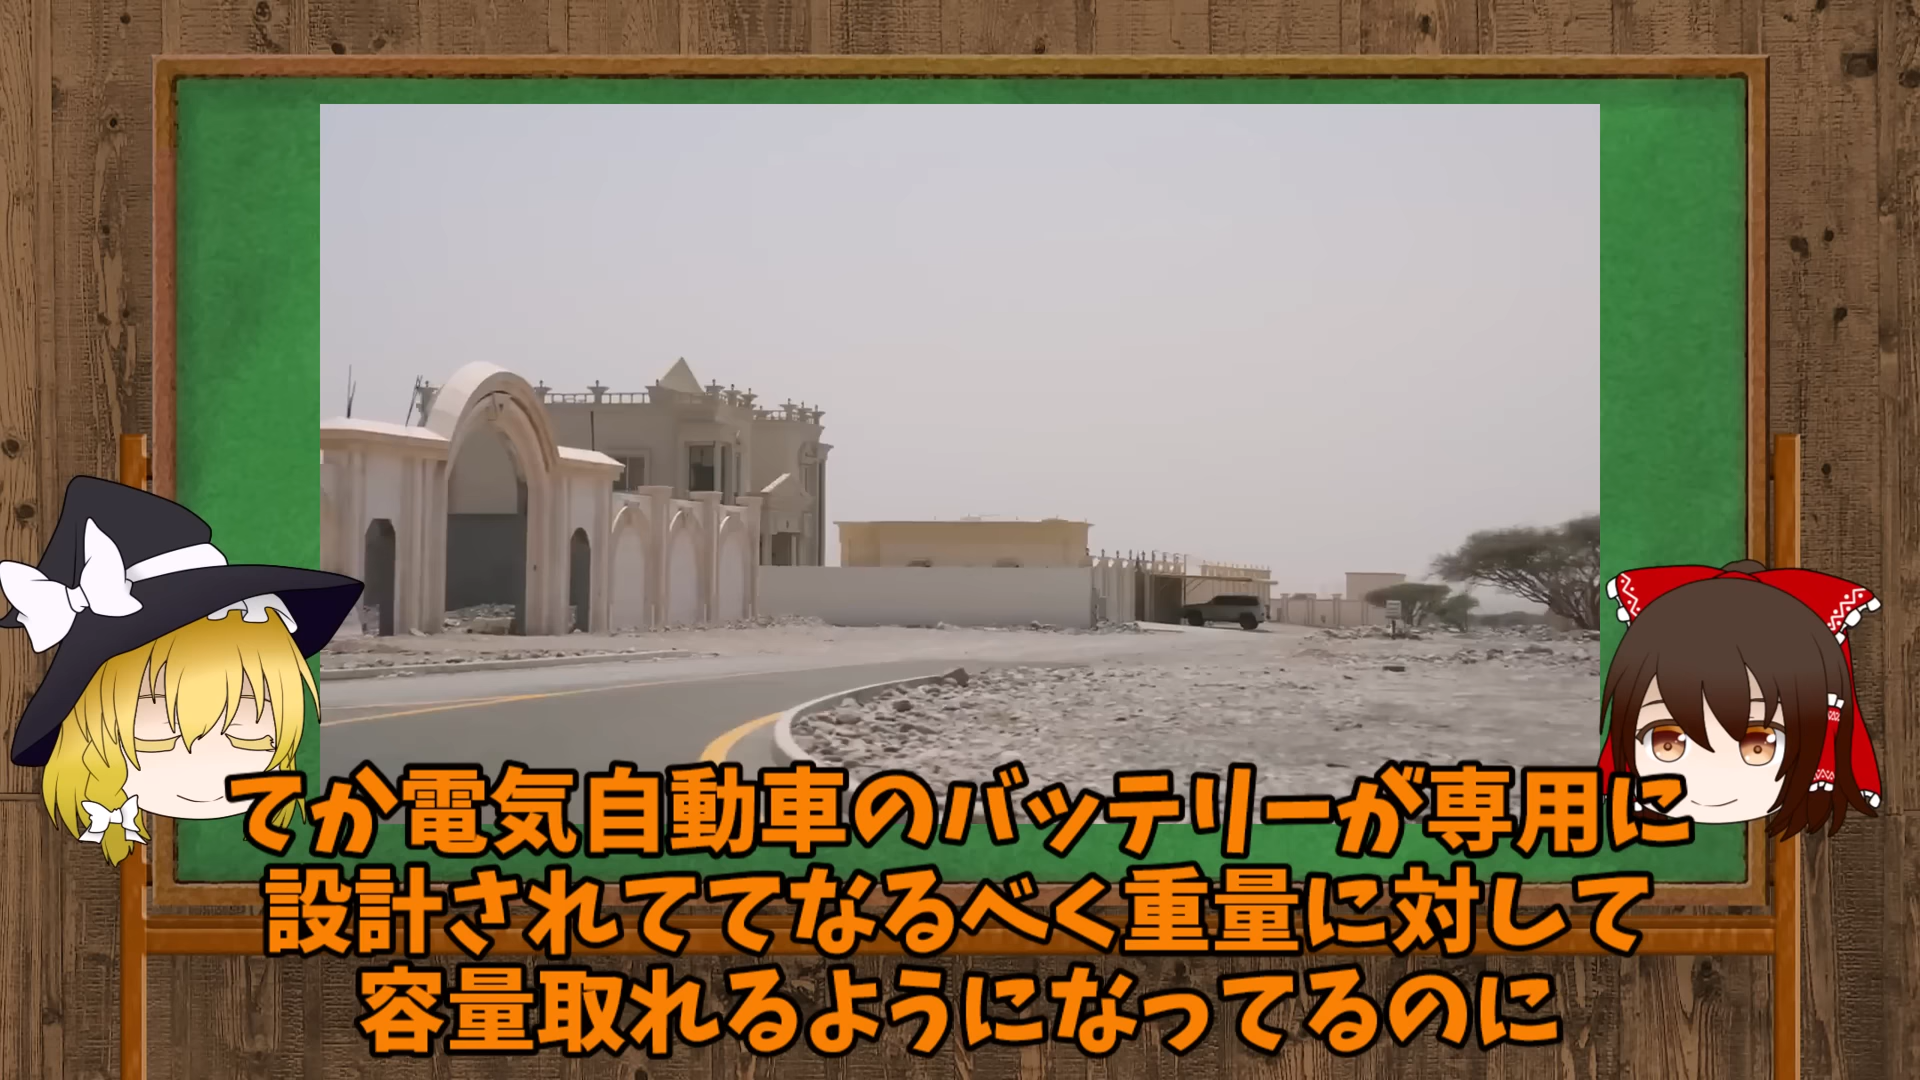 てか電気自動車のバッテリーが専用に
設計されててなるべく重量に対して
容量取れるようになってるのに